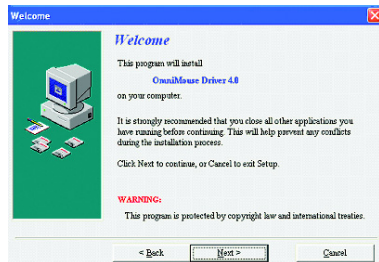 Welcome
Welcome
This program will install
OmniMouse Driver 4.0
on your computer.
It is strongly recommended that you close all other applications you
have running before continuing. This will help prevent any conflicts
during the installation process.
Click Next to continue, or Cancel to exit Setup.
WARNING:
This program is protected by copyright law and international treaties.
< Back
Next >
Cancel